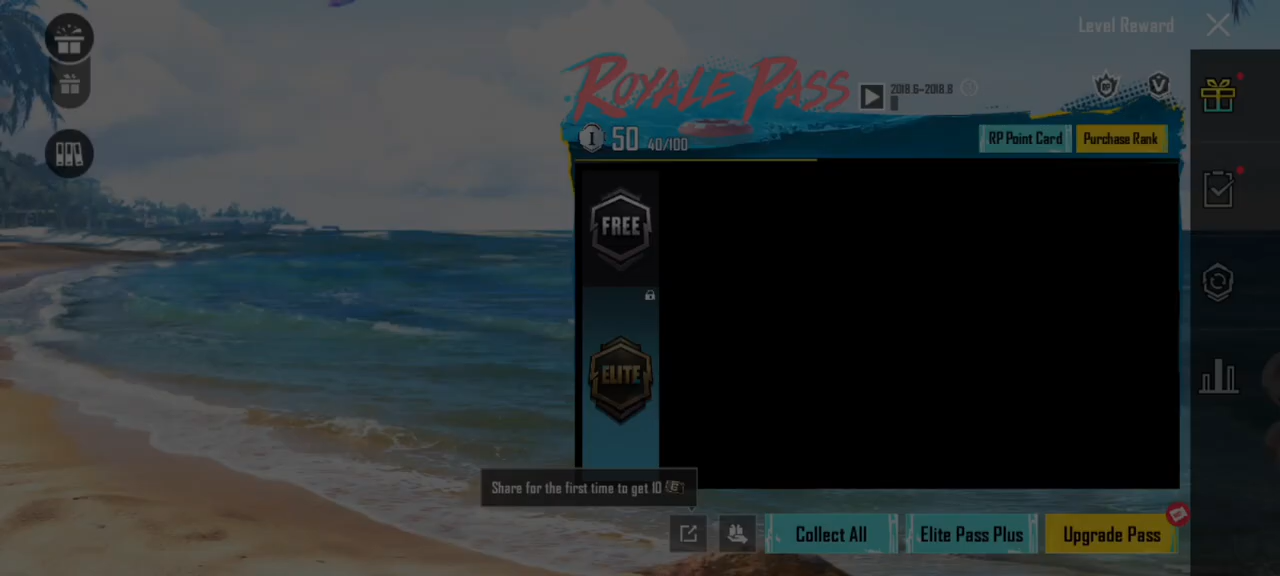 Level Reward
ROYALE PASS
2018.6-2018.8
RP
V
I 50 40/100
RP Point Card
Purchase Rank
FREE
ELITE
Share for the first time to get 10
Collect All
Elite Pass Plus
Upgrade Pass